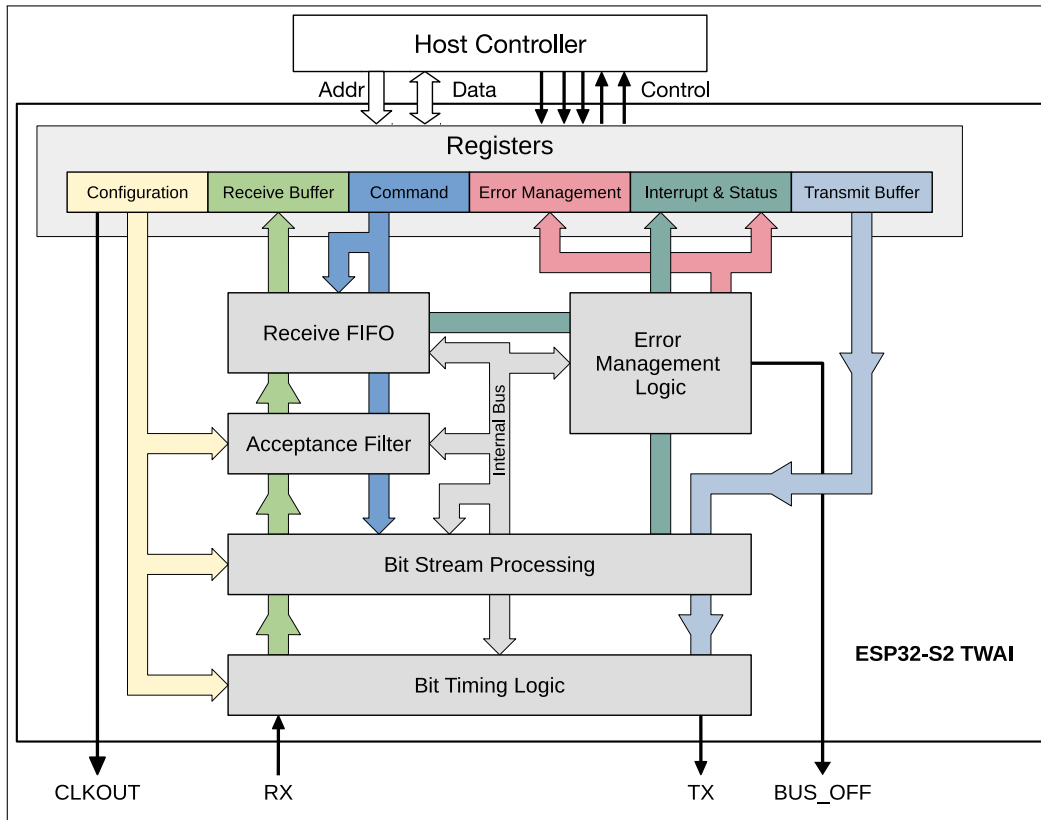 Host Controller
Addr
Data
Control
Registers
Configuration
Receive Buffer
Command
Error Management
Interrupt & Status
Transmit Buffer
Receive FIFO
Error
Management
Logic
Internal Bus
Acceptance Filter
Bit Stream Processing
Bit Timing Logic
ESP32-S2 TWAI
CLKOUT
RX
TX
BUS_OFF